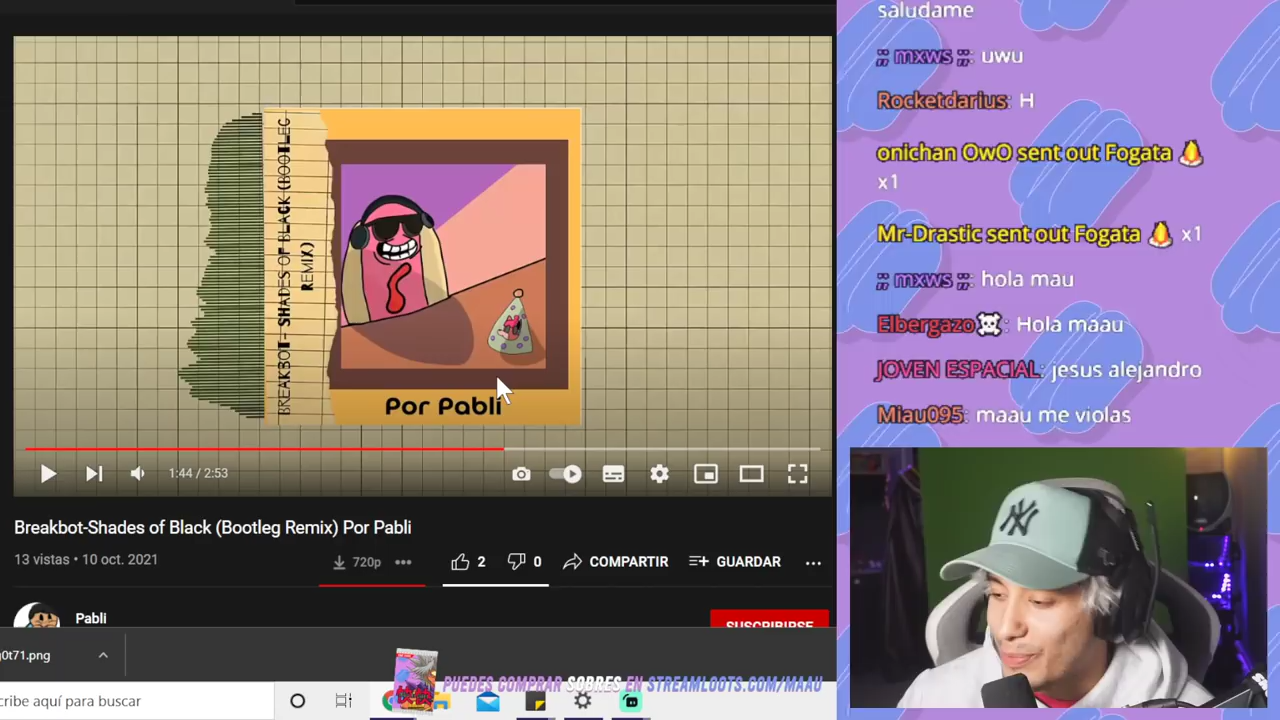 BREAKBOT- SHADES OF BLACK (BOOTLEG
REMIX)
Por Pabli
1:44 / 2:53
Breakbot-Shades of Black (Bootleg Remix) Por Pabli
13 vistas • 10 oct. 2021
720p
2
0
COMPARTIR
GUARDAR
Pabli
SUSCRIBIRSE
g0t71.png
cribe aquí para buscar
PUEDES COMPRAR SOBRES EN STREAMLOOTS.COM/MAAU
saludame
;; mxws ;;: uwu
Rocketdarius: H
onichan OwO sent out Fogata 🔥
x1
Mr-Drastic sent out Fogata 🔥 x1
;; mxws ;;: hola mau
Elbergazo☠: Hola maau
JOVEN ESPACIAL: jesus alejandro
Miau095: maau me violas
NY